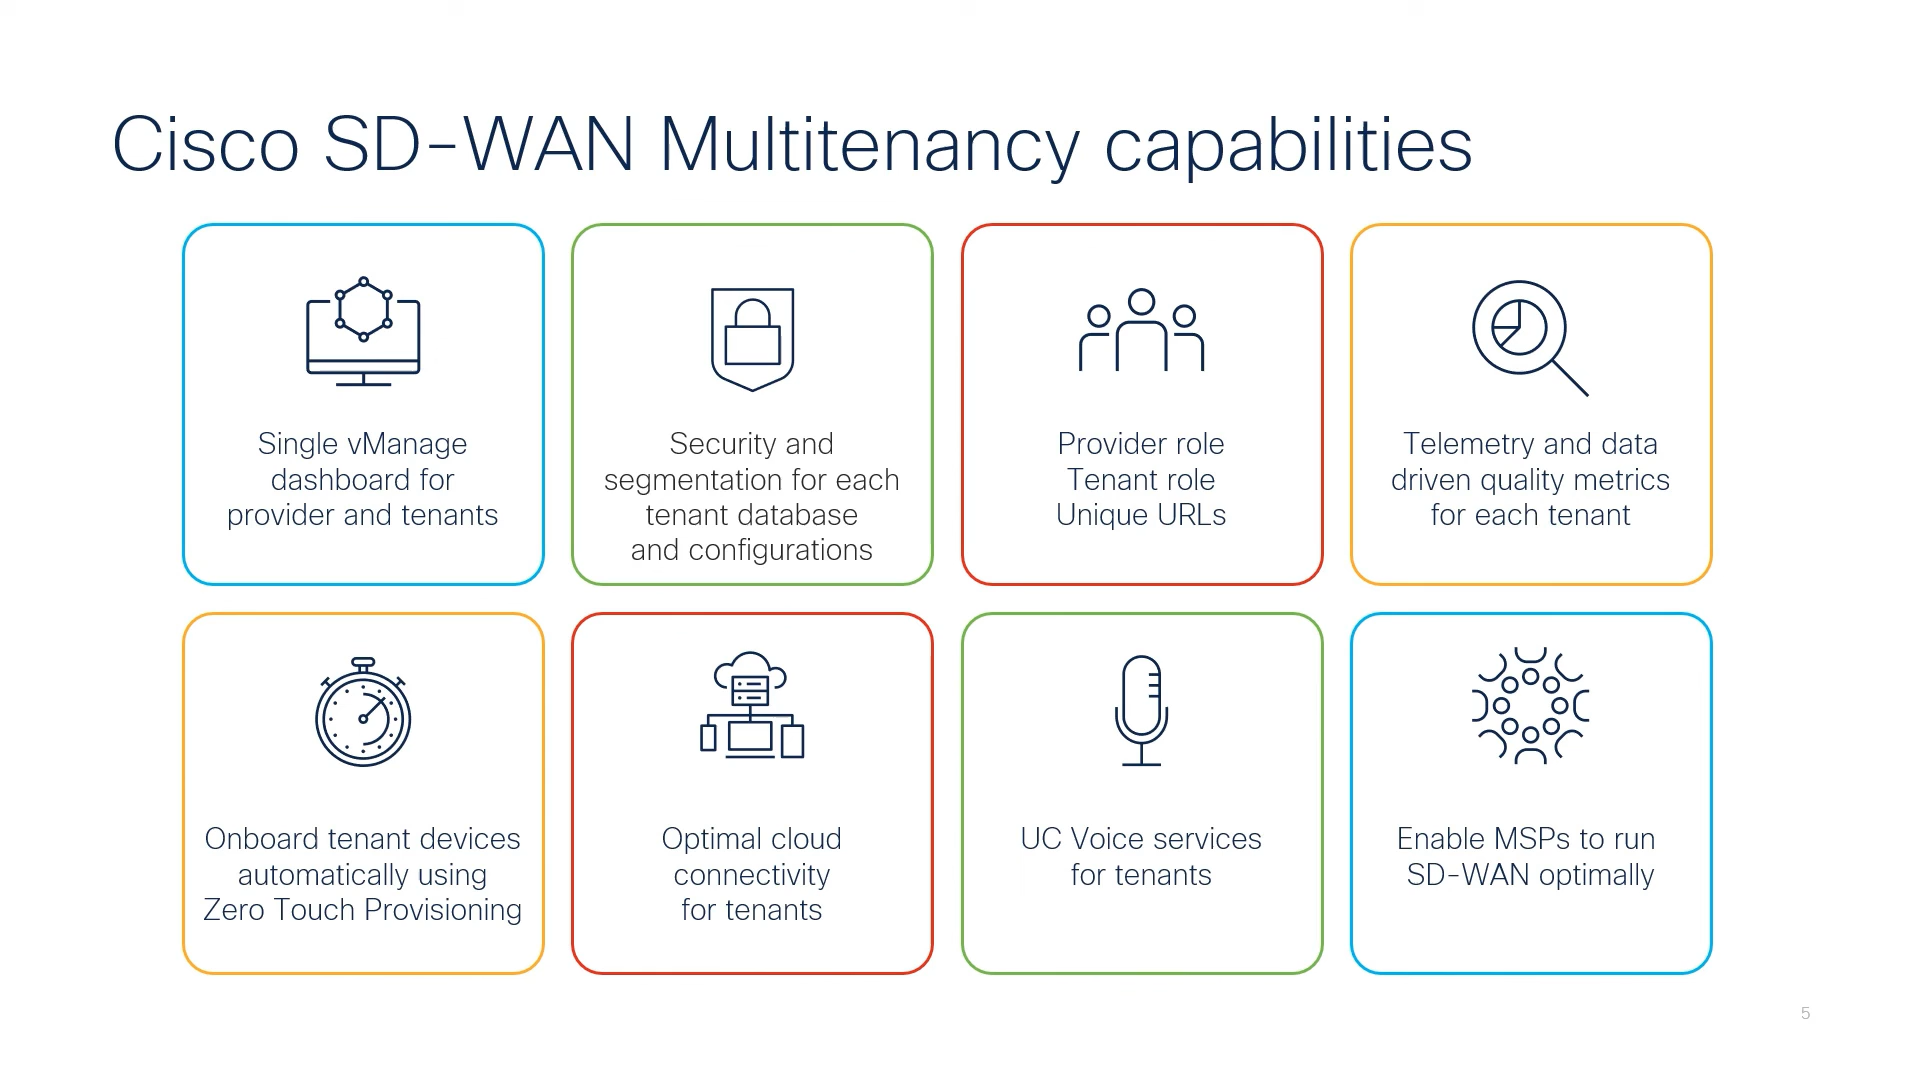 Cisco SD-WAN Multitenancy capabilities
Single vManage
dashboard for
provider and tenants
Security and
segmentation for each
tenant database
and configurations
Provider role
Tenant role
Unique URLs
Telemetry and data
driven quality metrics
for each tenant
Onboard tenant devices
automatically using
Zero Touch Provisioning
Optimal cloud
connectivity
for tenants
UC Voice services
for tenants
Enable MSPs to run
SD-WAN optimally
5